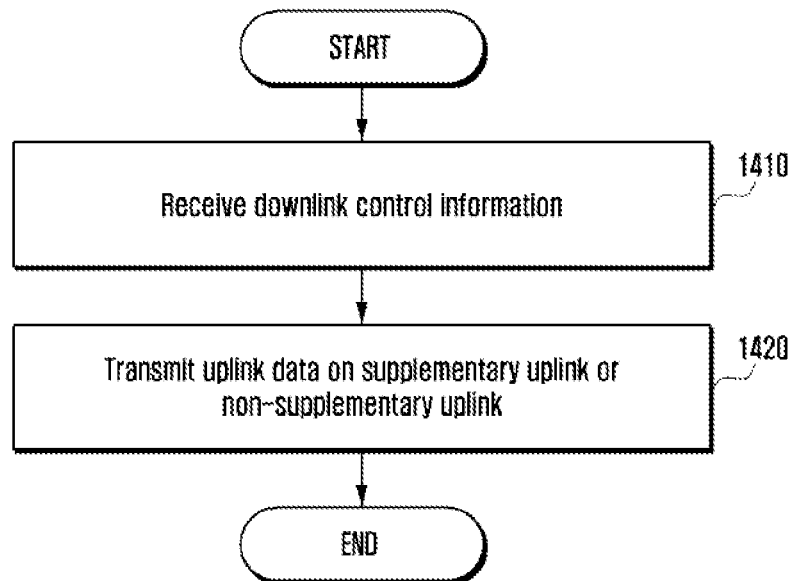 START
1410
Receive downlink control information
1420
Transmit uplink data on supplementary uplink or
non-supplementary uplink
END